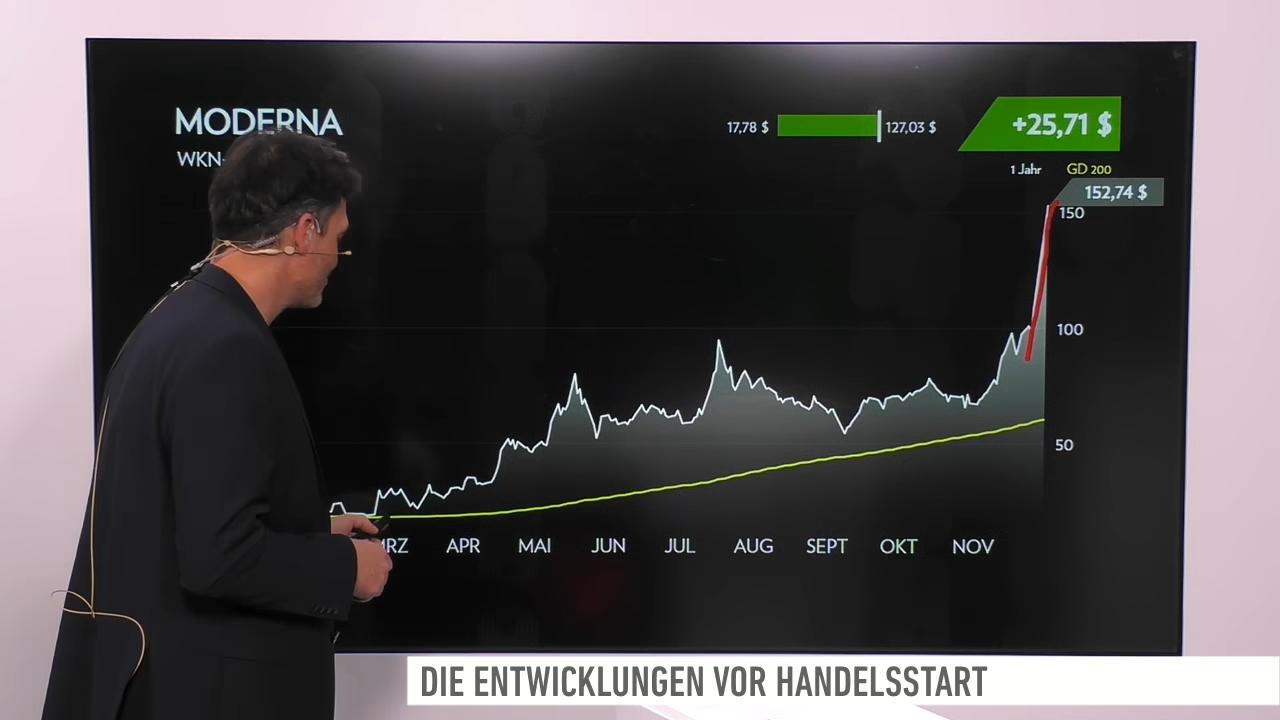 MODERNA
WKN-
17,78 $
127,03 $
+25,71 $
1 Jahr
GD 200
152,74 $
150
100
50
APR
MAI
JUN
JUL
AUG
SEPT
OKT
NOV
DIE ENTWICKLUNGEN VOR HANDELSSTART